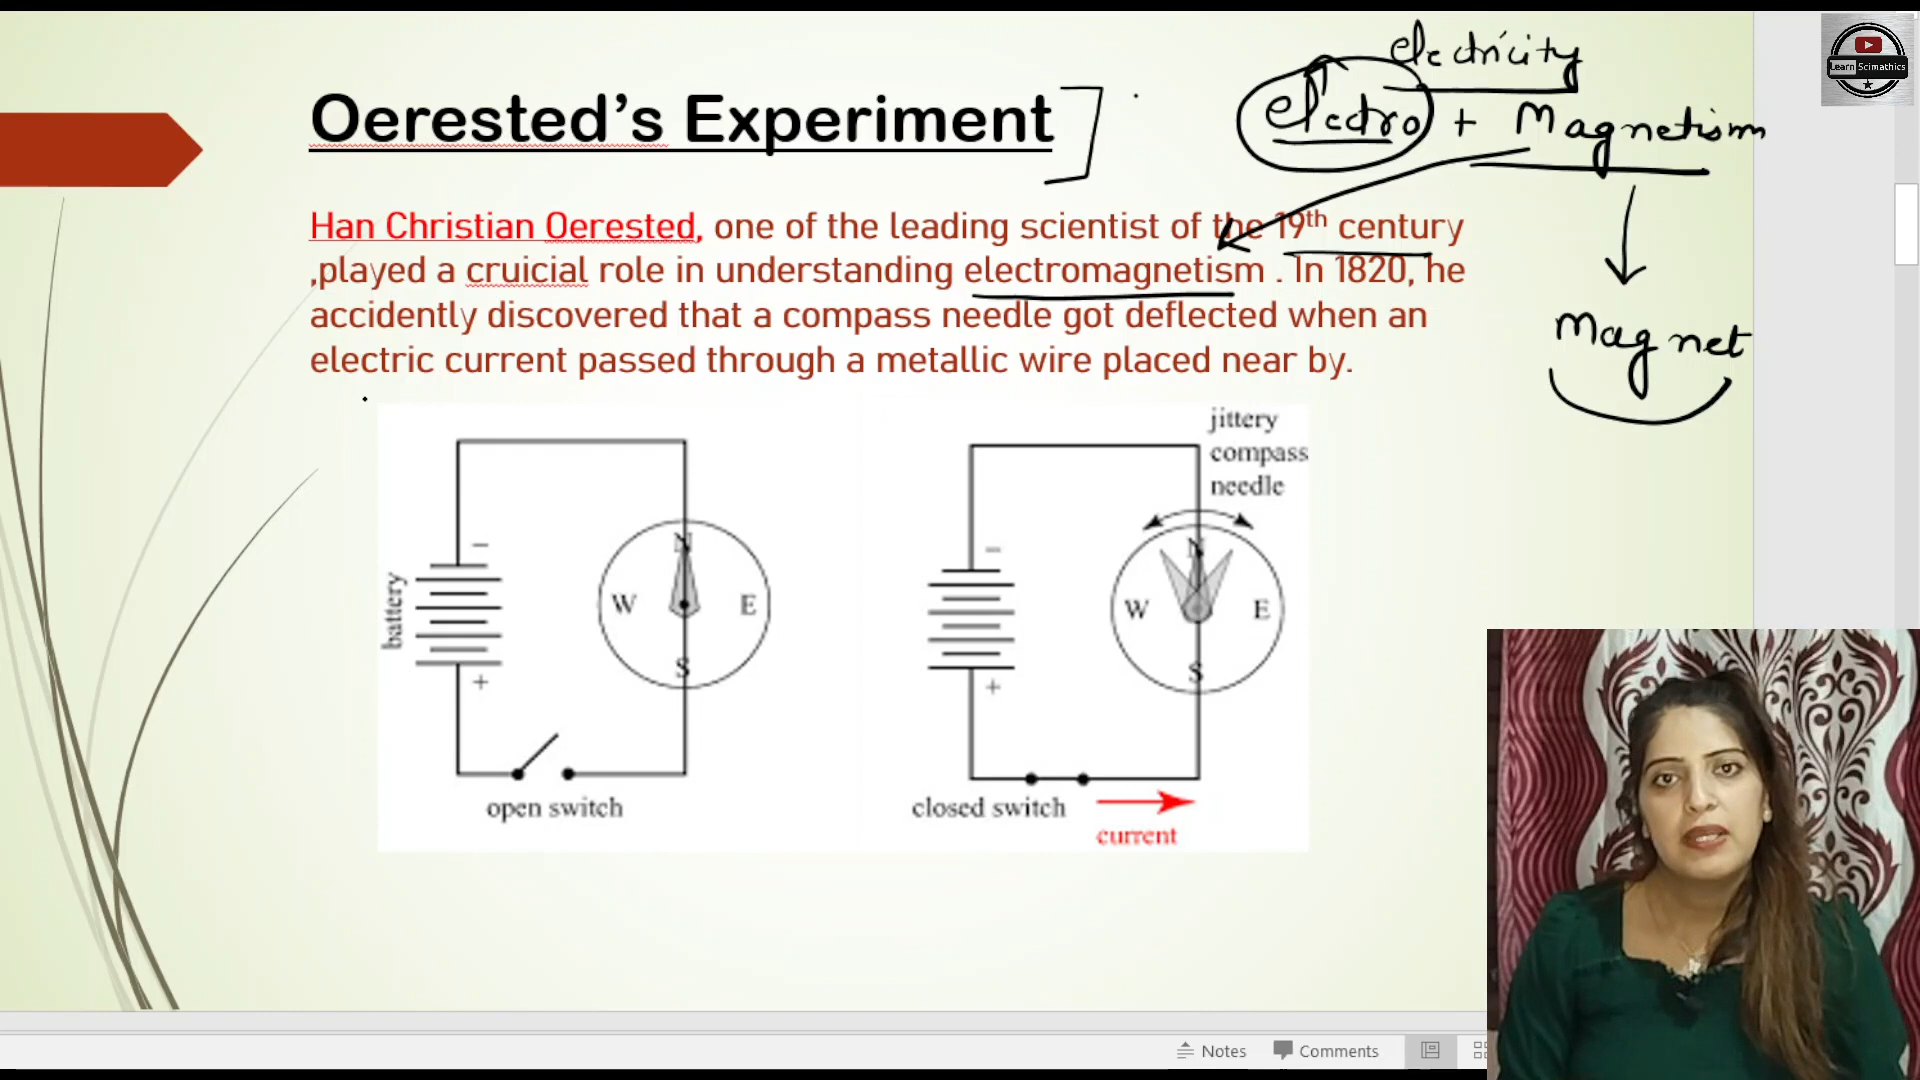 electricity
electro + Magnetism
Learn Scimathics
Oerested's Experiment
Han Christian Oerested, one of the leading scientist of the 19th century
,played a cruicial role in understanding electromagnetism . In 1820, he
accidently discovered that a compass needle got deflected when an
electric current passed through a metallic wire placed near by.
Magnet
battery
−
+
N
W E
S
open switch
jittery
compass
needle
−
+
N
W E
S
closed switch
current
Notes Comments